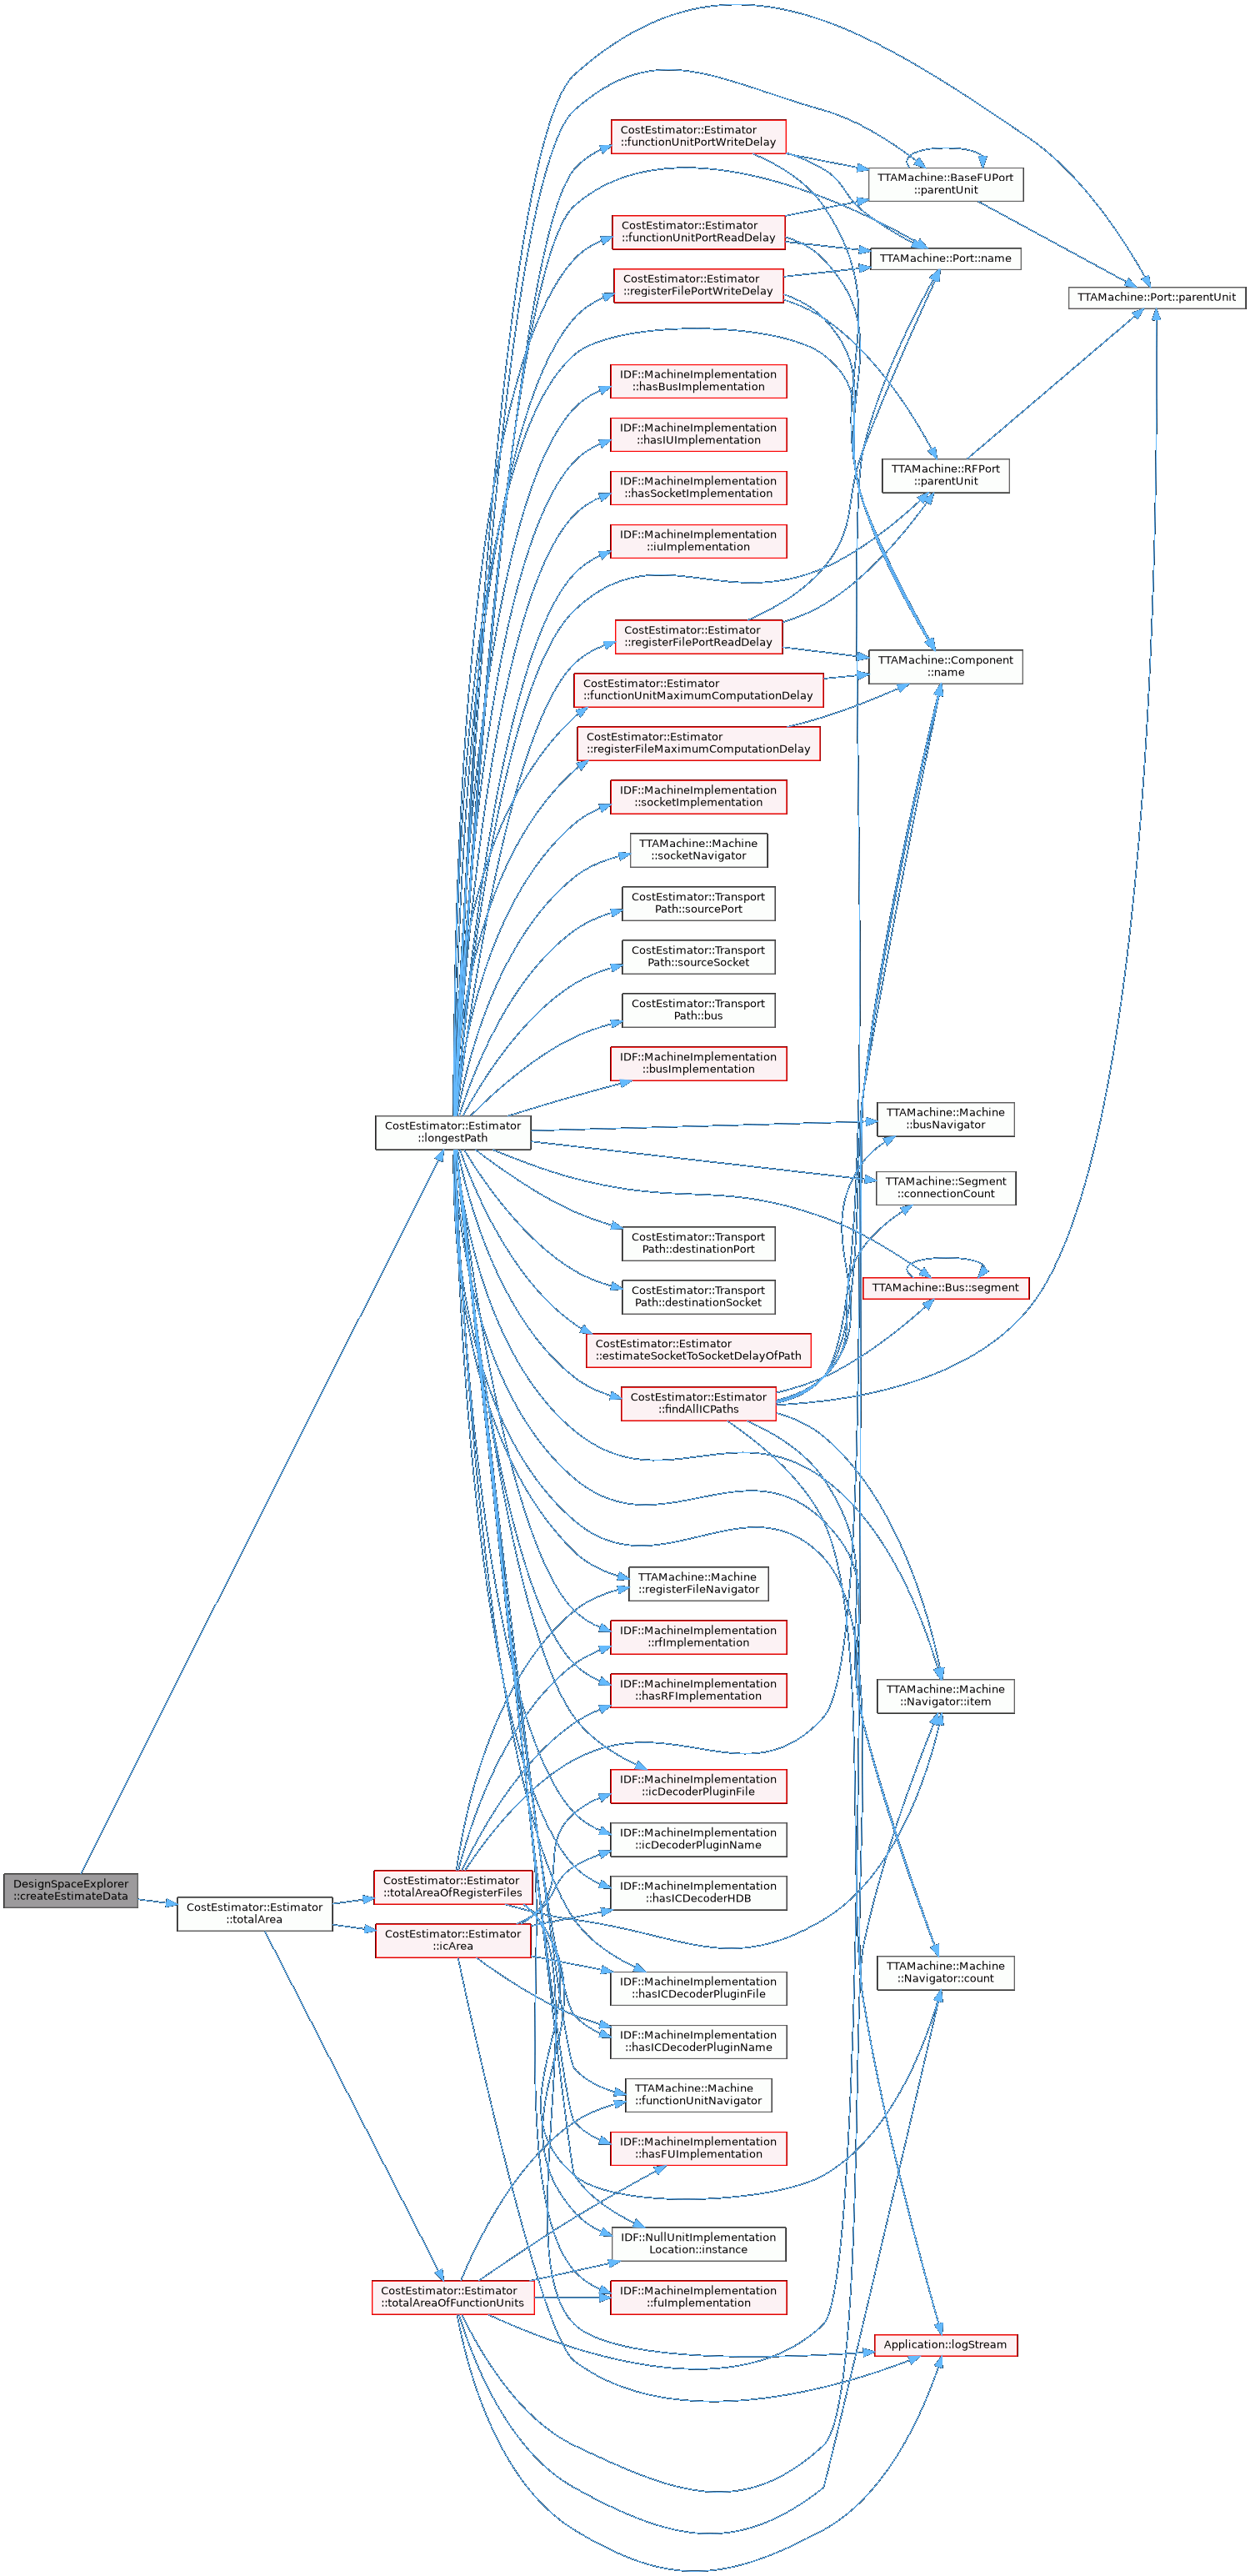 CostEstimator::Estimator
::functionUnitPortWriteDelay
TTAMachine::BaseFUPort
::parentUnit
CostEstimator::Estimator
::functionUnitPortReadDelay
TTAMachine::Port::name
CostEstimator::Estimator
::registerFilePortWriteDelay
TTAMachine::Port::parentUnit
IDF::MachineImplementation
::hasBusImplementation
IDF::MachineImplementation
::hasIUImplementation
TTAMachine::RFPort
::parentUnit
IDF::MachineImplementation
::hasSocketImplementation
IDF::MachineImplementation
::iuImplementation
CostEstimator::Estimator
::registerFilePortReadDelay
TTAMachine::Component
::name
CostEstimator::Estimator
::functionUnitMaximumComputationDelay
CostEstimator::Estimator
::registerFileMaximumComputationDelay
IDF::MachineImplementation
::socketImplementation
TTAMachine::Machine
::socketNavigator
CostEstimator::Transport
Path::sourcePort
CostEstimator::Transport
Path::sourceSocket
CostEstimator::Transport
Path::bus
IDF::MachineImplementation
::busImplementation
CostEstimator::Estimator
::longestPath
TTAMachine::Machine
::busNavigator
TTAMachine::Segment
::connectionCount
CostEstimator::Transport
Path::destinationPort
CostEstimator::Transport
Path::destinationSocket
TTAMachine::Bus::segment
CostEstimator::Estimator
::estimateSocketToSocketDelayOfPath
CostEstimator::Estimator
::findAllICPaths
TTAMachine::Machine
::registerFileNavigator
IDF::MachineImplementation
::rfImplementation
IDF::MachineImplementation
::hasRFImplementation
TTAMachine::Machine
::Navigator::item
IDF::MachineImplementation
::icDecoderPluginFile
IDF::MachineImplementation
::icDecoderPluginName
DesignSpaceExplorer
::createEstimateData
CostEstimator::Estimator
::totalArea
CostEstimator::Estimator
::totalAreaOfRegisterFiles
IDF::MachineImplementation
::hasICDecoderHDB
CostEstimator::Estimator
::icArea
IDF::MachineImplementation
::hasICDecoderPluginFile
TTAMachine::Machine
::Navigator::count
IDF::MachineImplementation
::hasICDecoderPluginName
TTAMachine::Machine
::functionUnitNavigator
IDF::MachineImplementation
::hasFUImplementation
IDF::NullUnitImplementation
Location::instance
CostEstimator::Estimator
::totalAreaOfFunctionUnits
IDF::MachineImplementation
::fuImplementation
Application::logStream